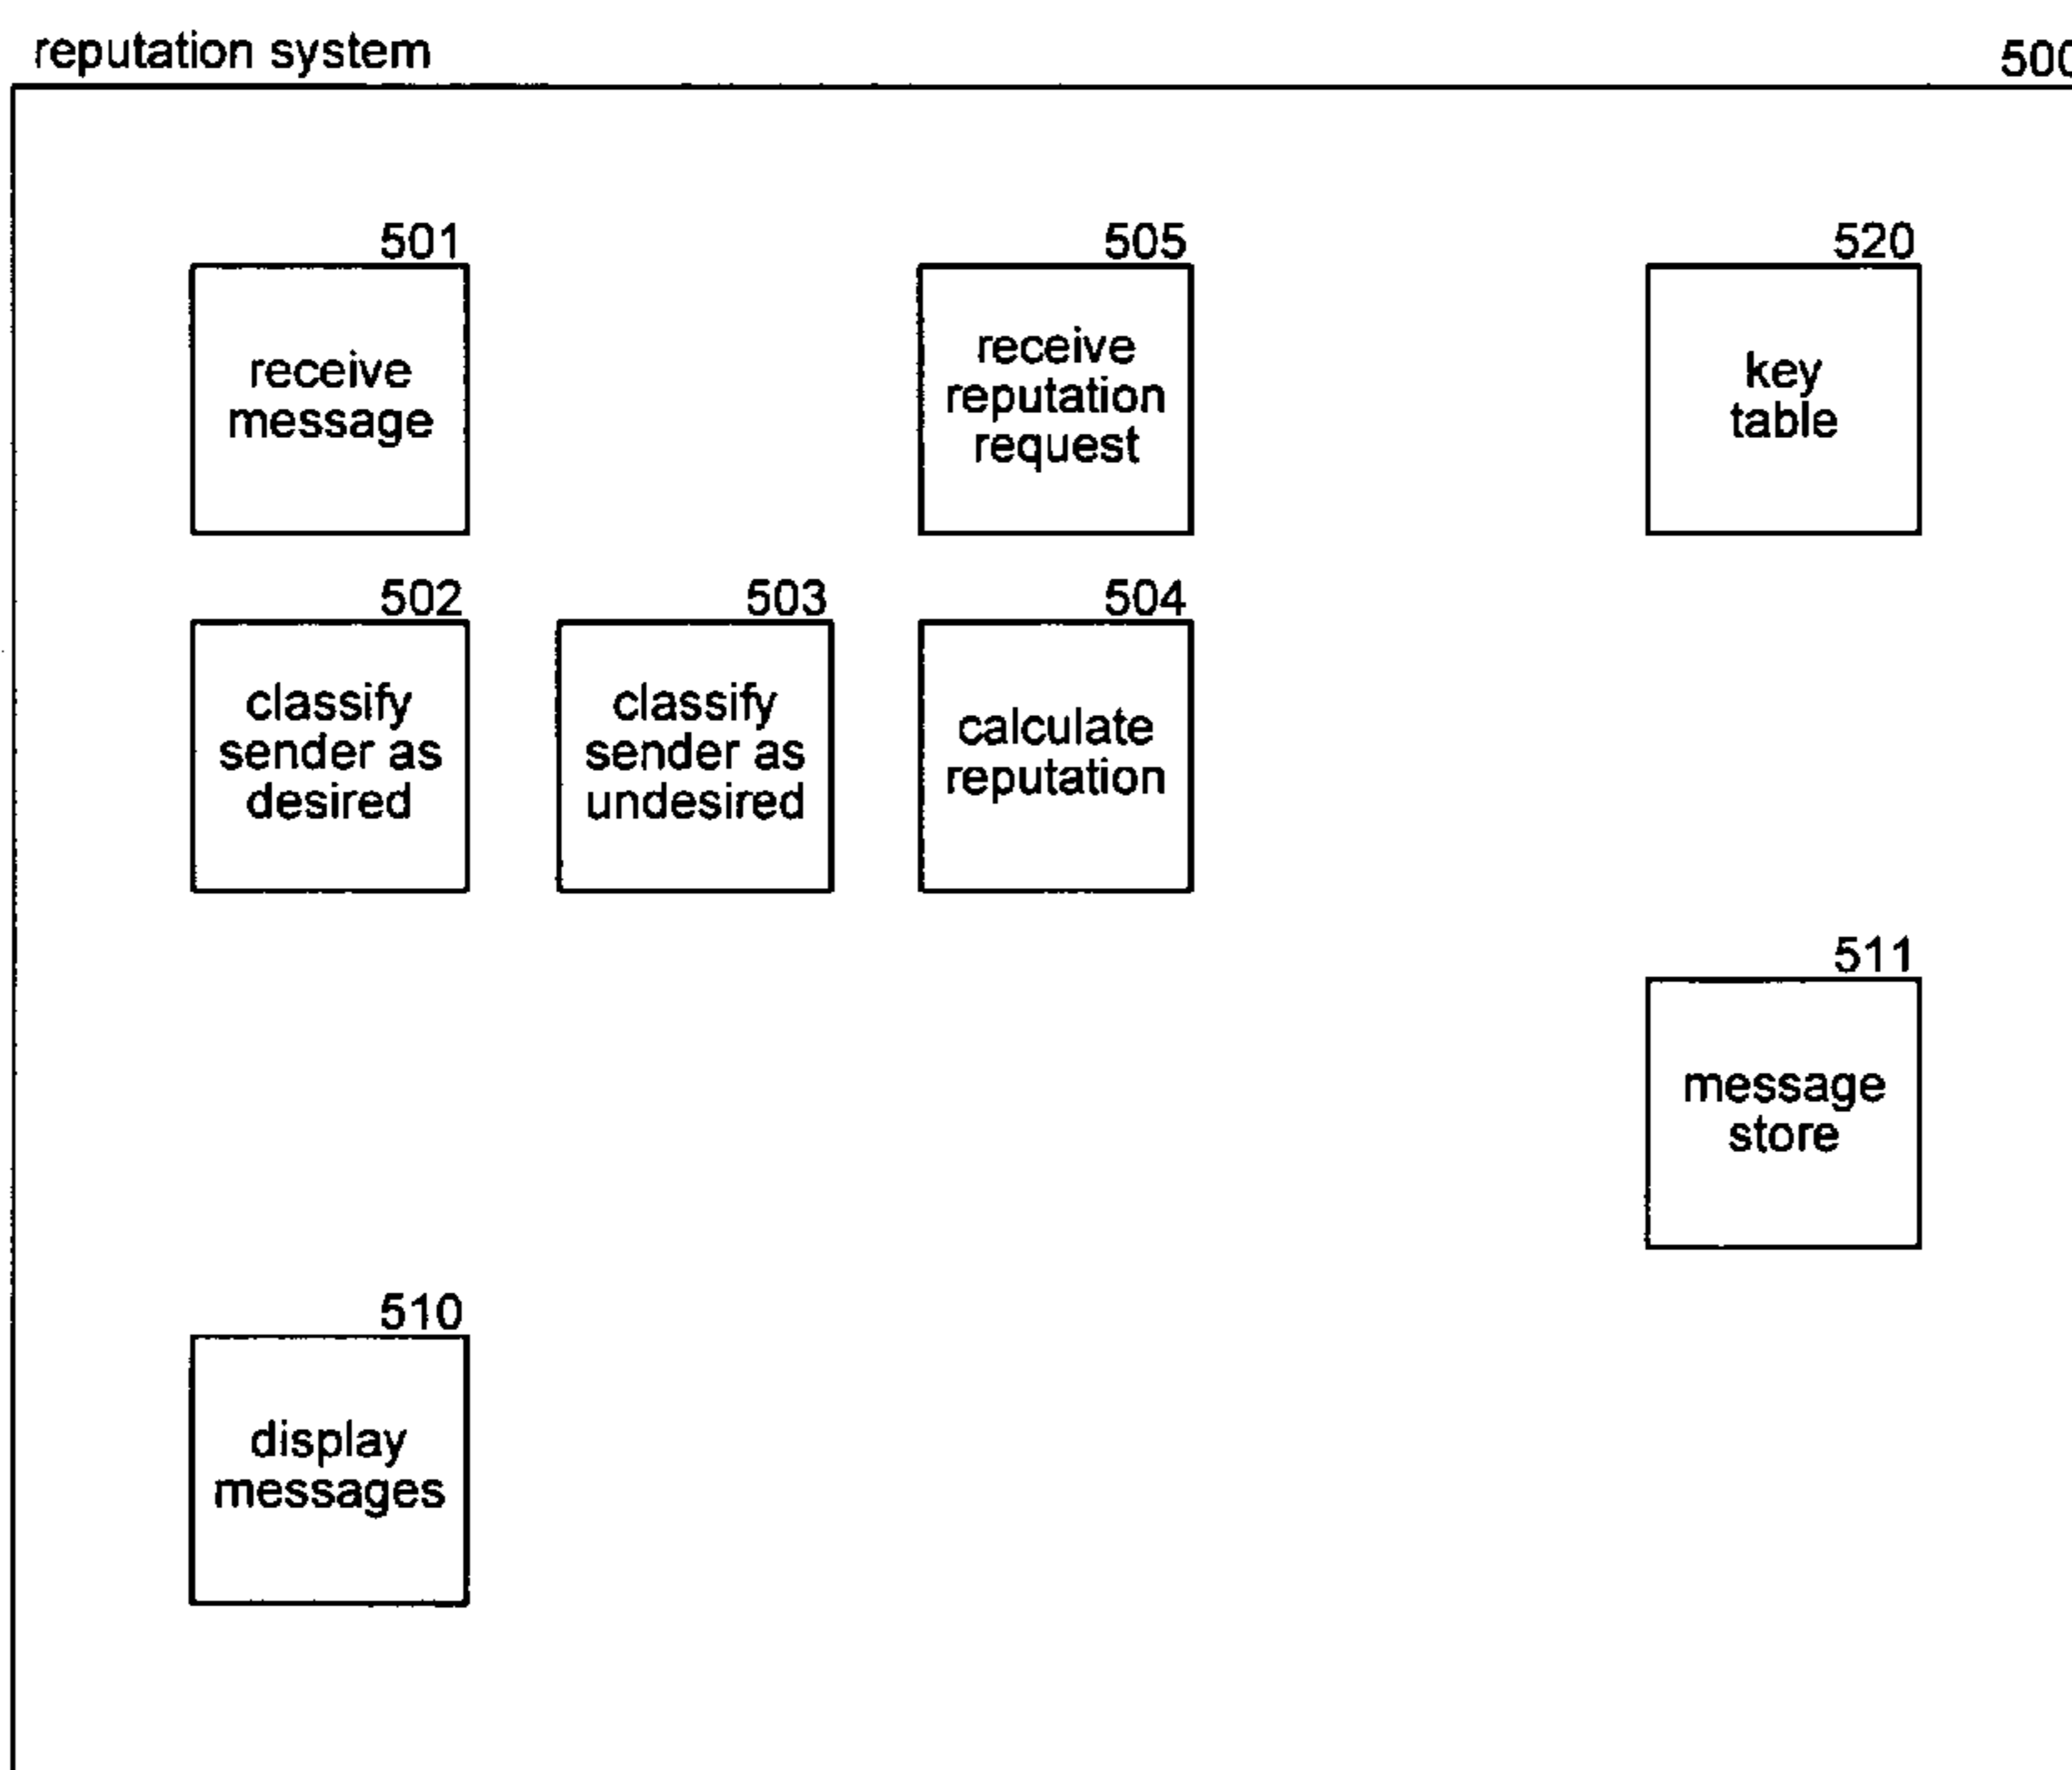 reputation system
500
501
receive
message
505
receive
reputation
request
520
key
table
502
classify
sender as
desired
503
classify
sender as
undesired
504
calculate
reputation
511
message
store
510
display
messages